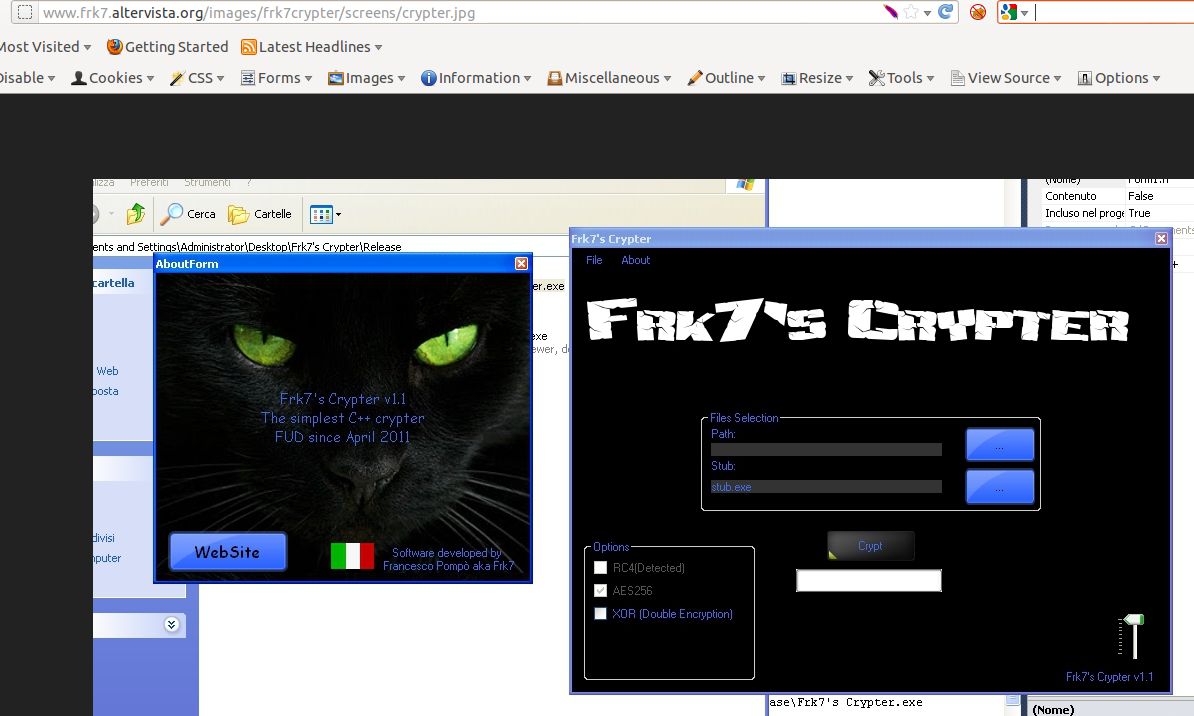 www.frk7.altervista.org/images/frk7crypter/screens/crypter.jpg
Most Visited Getting Started Latest Headlines
Disable Cookies CSS Forms Images Information Miscellaneous Outline Resize Tools View Source Options
Preferiti Strumenti ?
Cerca Cartelle
ents and Settings\Administrator\Desktop\Frk7's Crypter\Release
cartella
er.exe
exe
ewer, de
Web
posta
divisi
mputer
AboutForm
Frk7's Crypter v1.1
The simplest C++ crypter
FUD since April 2011
WebSite
Software developed by
Francesco Pompò aka Frk7
Frk7's Crypter
File About
Frk7's Crypter
Files Selection
Path:
...
Stub:
stub.exe
...
Crypt
Options
RC4(Detected)
AES256
XOR (Double Encryption)
Frk7's Crypter v1.1
(Nome) Form1.h
Contenuto False
Incluso nel proge True
ase\Frk7's Crypter.exe
(Nome)